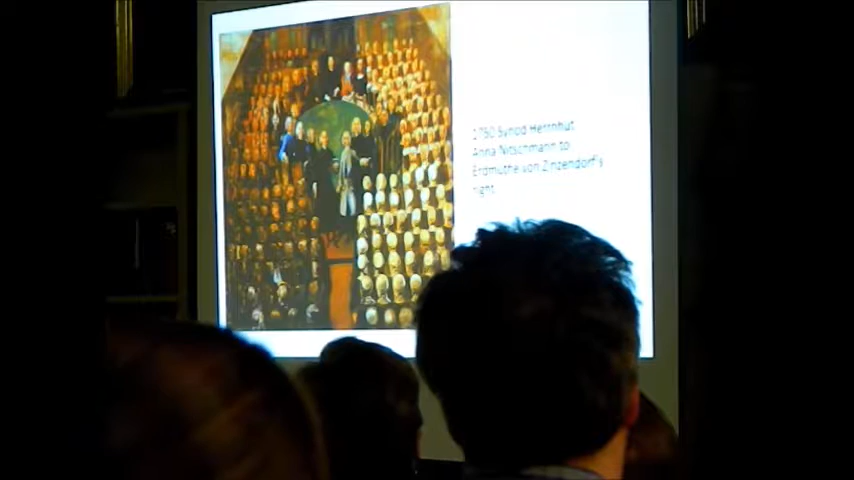 1750 Synod Herrnhut
Anna Nitschmann to
Erdmuthe von Zinzendorf's
right